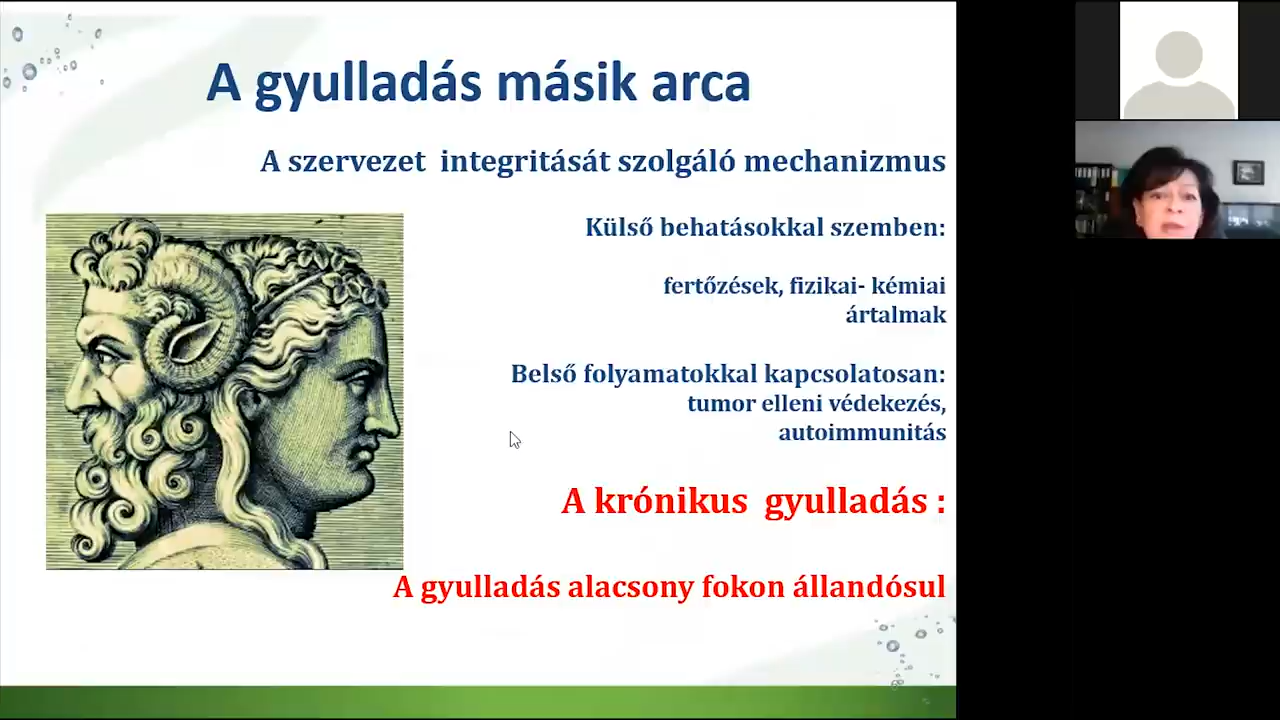 A gyulladás másik arca
A szervezet integritását szolgáló mechanizmus
Külső behatásokkal szemben:
fertőzések, fizikai- kémiai
ártalmak
Belső folyamatokkal kapcsolatosan:
tumor elleni védekezés,
autoimmunitás
A krónikus gyulladás :
A gyulladás alacsony fokon állandósul